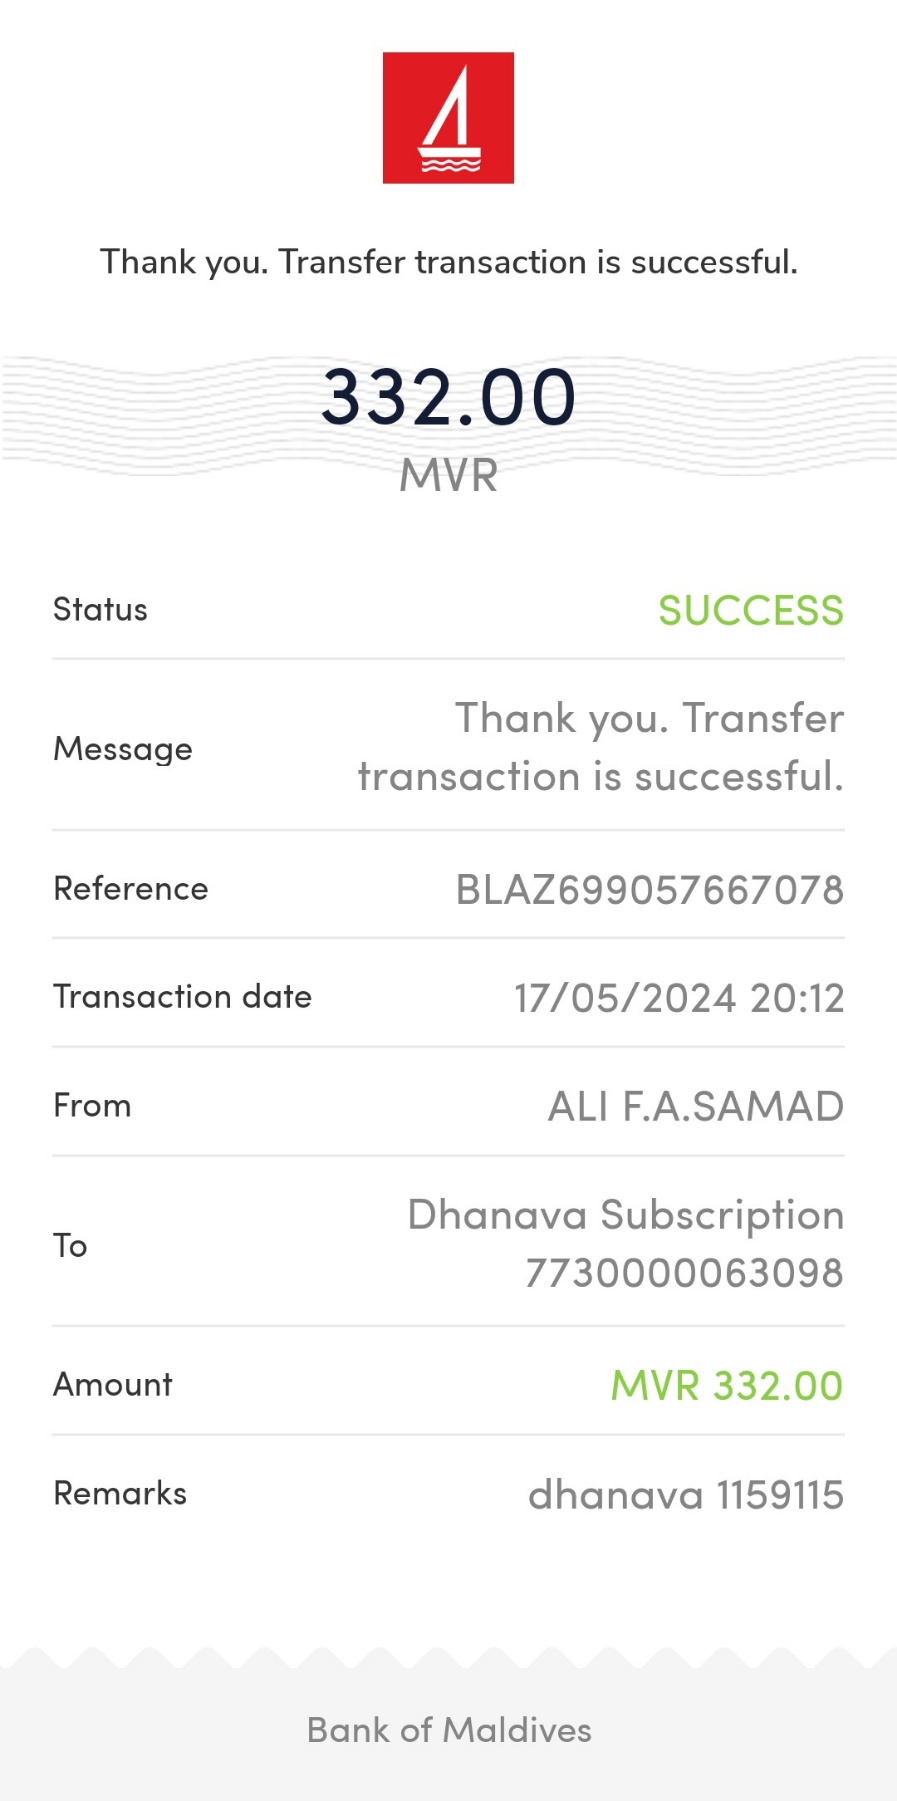 Thank you. Transfer transaction is successful.
332.00
MVR
Status
SUCCESS
Message
Thank you. Transfer
transaction is successful.
Reference
BLAZ699057667078
Transaction date
17/05/2024 20:12
From
ALI F.A.SAMAD
To
Dhanava Subscription
7730000063098
Amount
MVR 332.00
Remarks
dhanava 1159115
Bank of Maldives